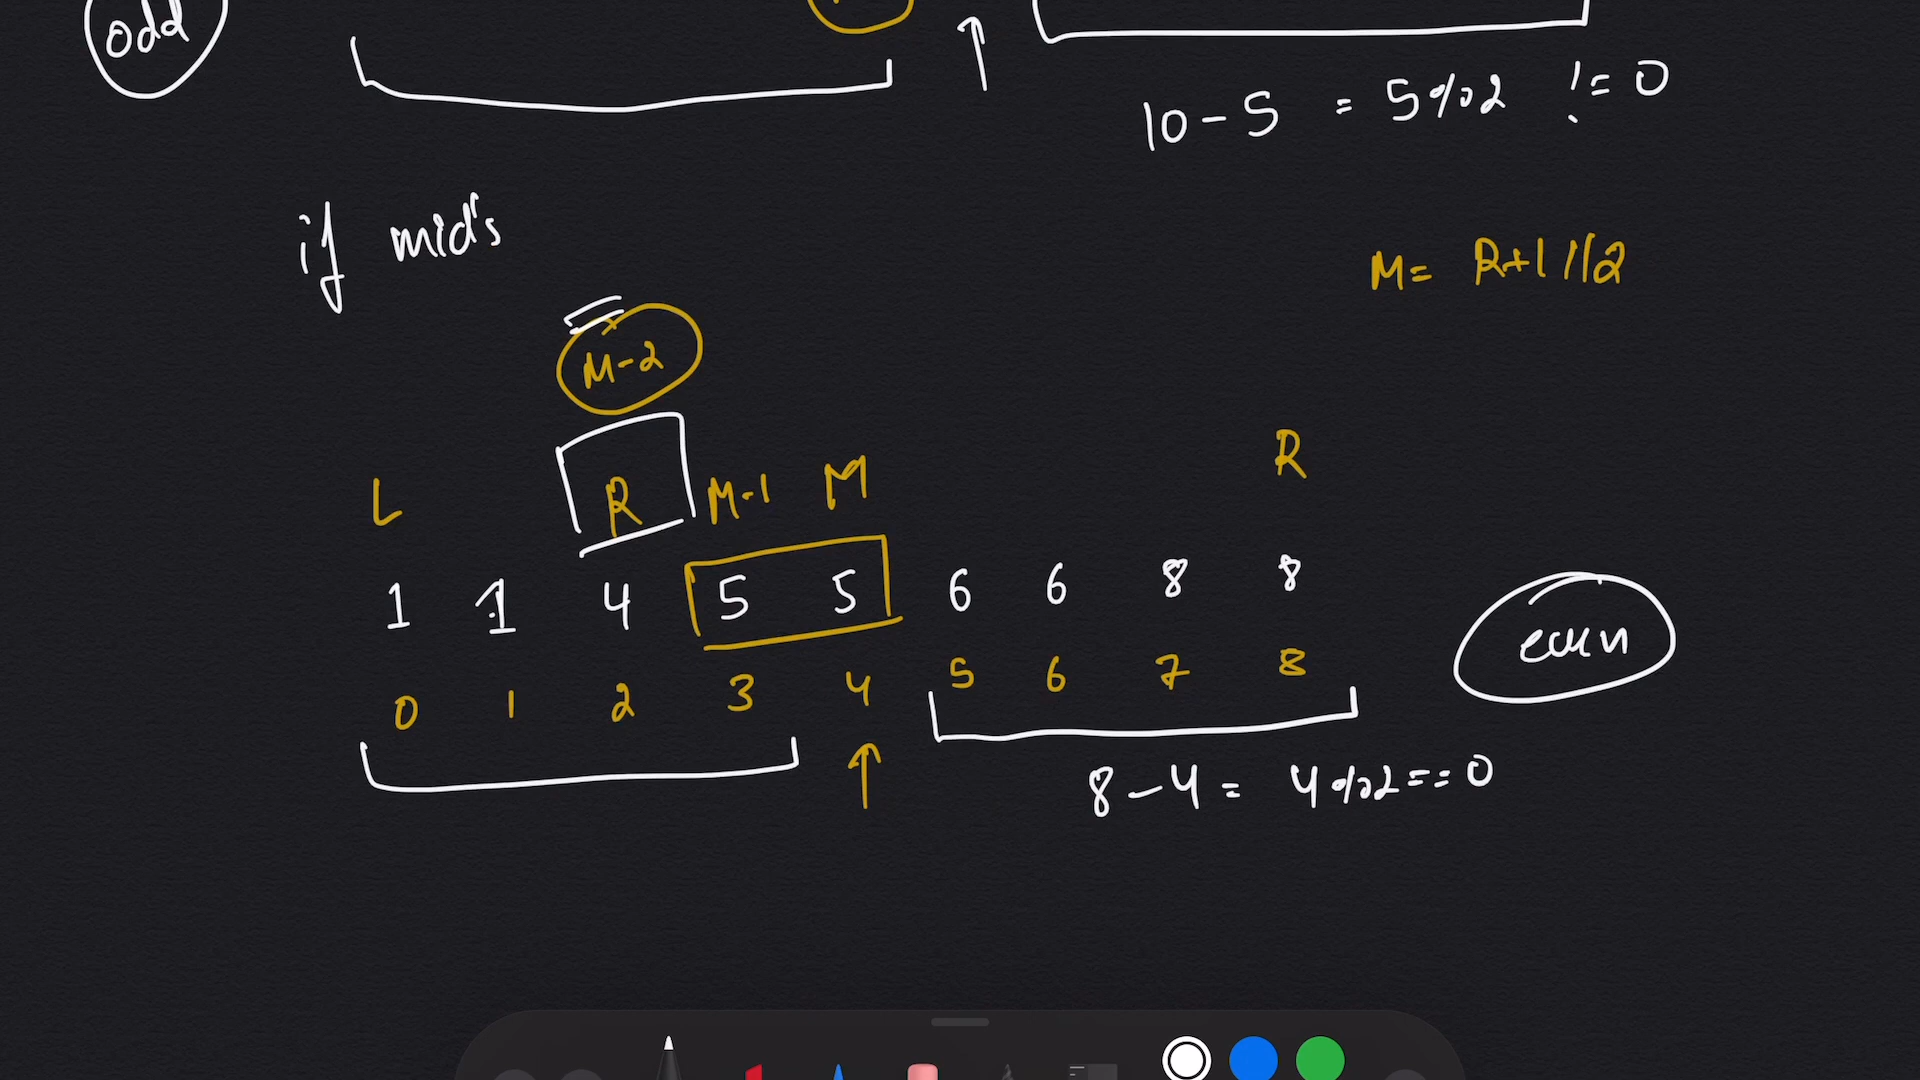 odd
10 - 5 = 5%2 != 0
if mid's
M = R+1 //2
M-2
L R M-1 M R
1 1 4 5 5 6 6 8 8
even
0 1 2 3 4 5 6 7 8
8 - 4 = 4%2 == 0